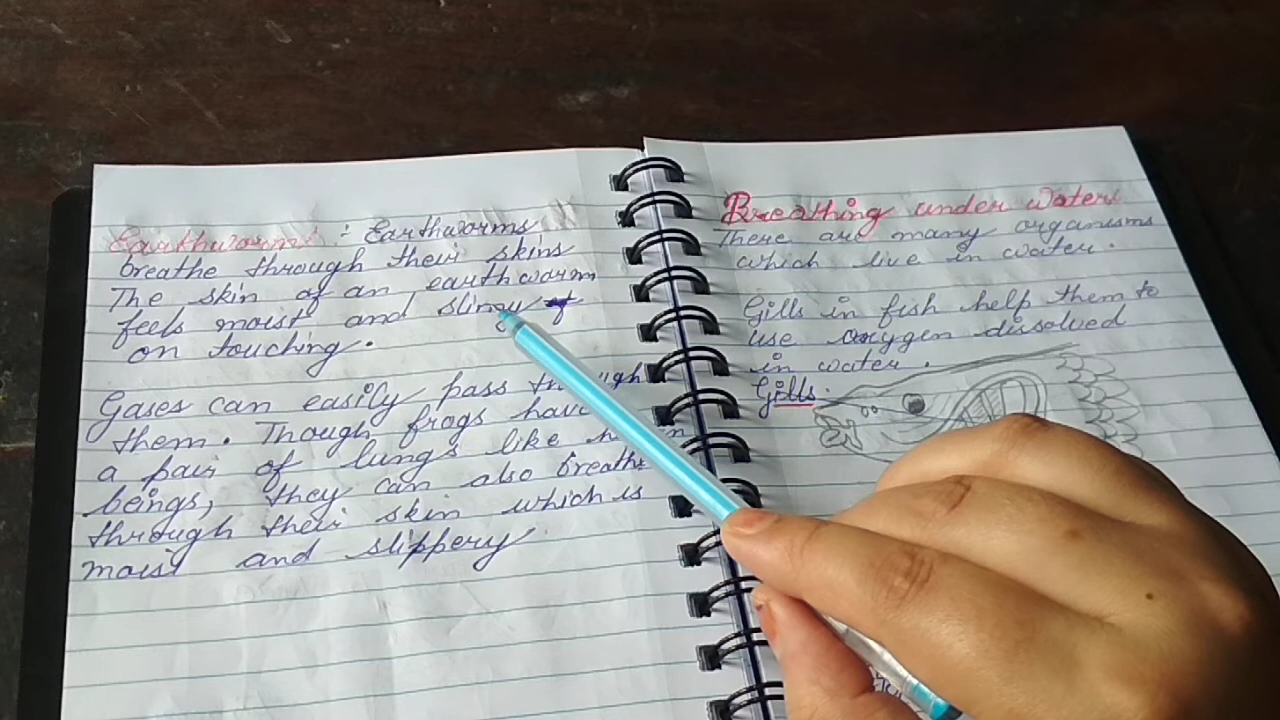 Earthworms : Earthworms
breathe through their skins
The skin of an earthworm
feels moist and slimy
on touching.
Gases can easily pass through
them. Though frogs have
a pair of lungs like human
beings, they can also breathe
through their skin which is
moist and slippery.
Breathing under water
There are many organisms
which live in water.
Gills in fish help them to
use oxygen dissolved
in water.
Gills.